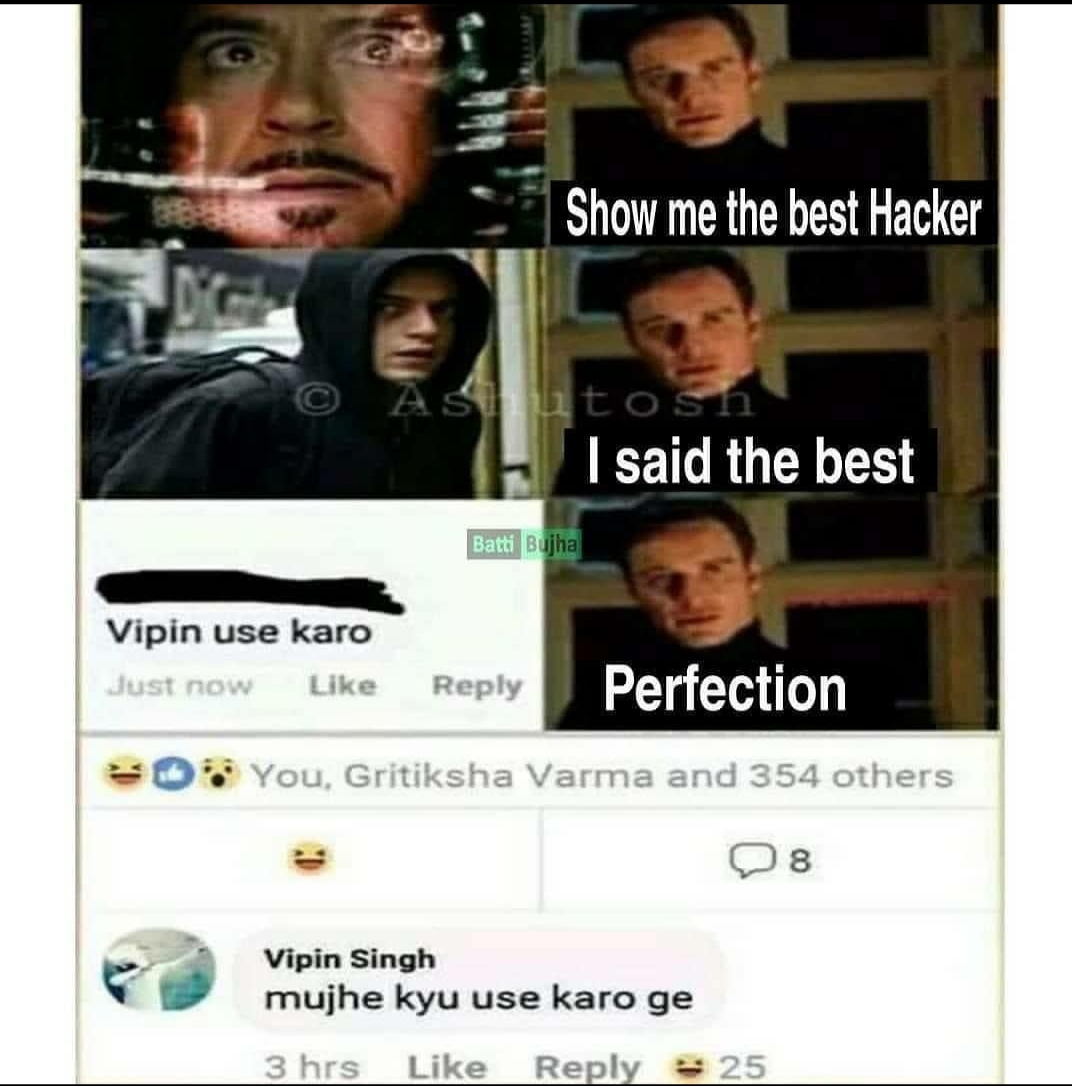 Show me the best Hacker
© Ashutosh
I said the best
Batti Bujha
Vipin use karo
Just now Like Reply
Perfection
You, Gritiksha Varma and 354 others
8
Vipin Singh
mujhe kyu use karo ge
3 hrs Like Reply 25